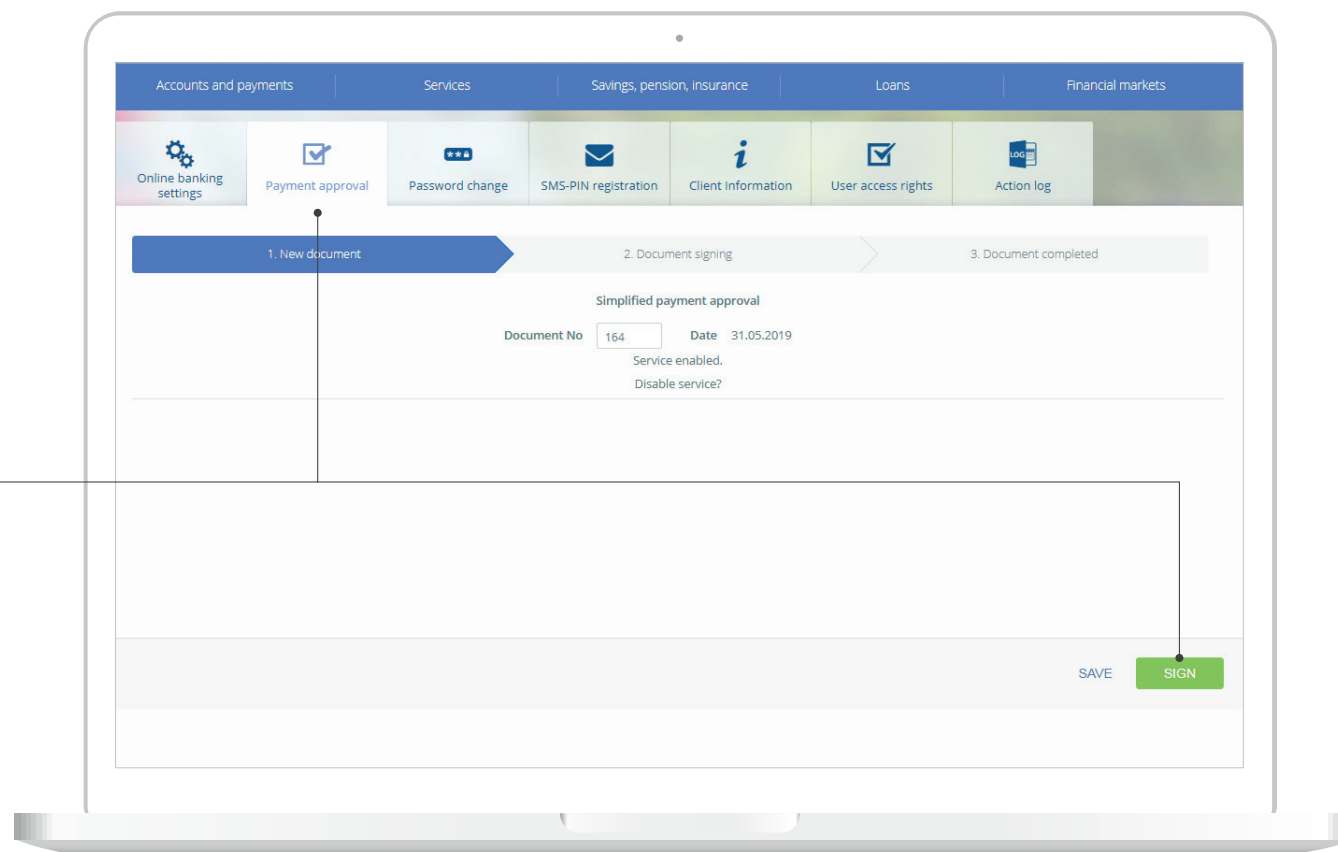 Accounts and payments
Services
Savings, pension, insurance
Loans
Financial markets
Online banking
settings
Payment approval
Password change
SMS-PIN registration
Client Information
User access rights
LOG
Action log
1. New document
2. Document signing
3. Document completed
Simplified payment approval
Document No 164 Date 31.05.2019
Service enabled.
Disable service?
SAVE
SIGN